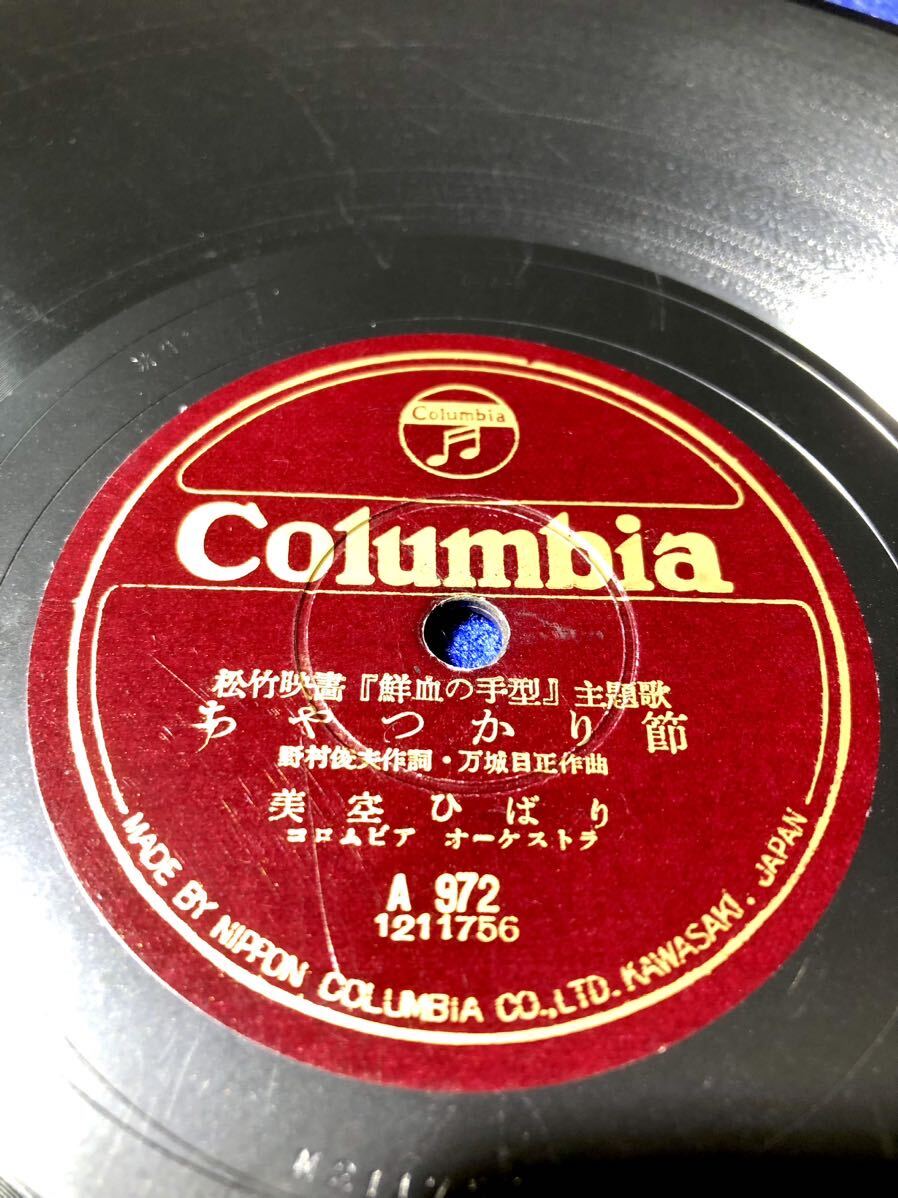 Columbia
Columbia
松竹映畵『鮮血の手型』主題歌
あやつかり節
野村俊夫作詞・万城目正作曲
美空ひばり
コロムビア オーケストラ
A 972
1211756
MADE BY NIPPON COLUMBiA CO.,LTD. KAWASAKI. JAPAN